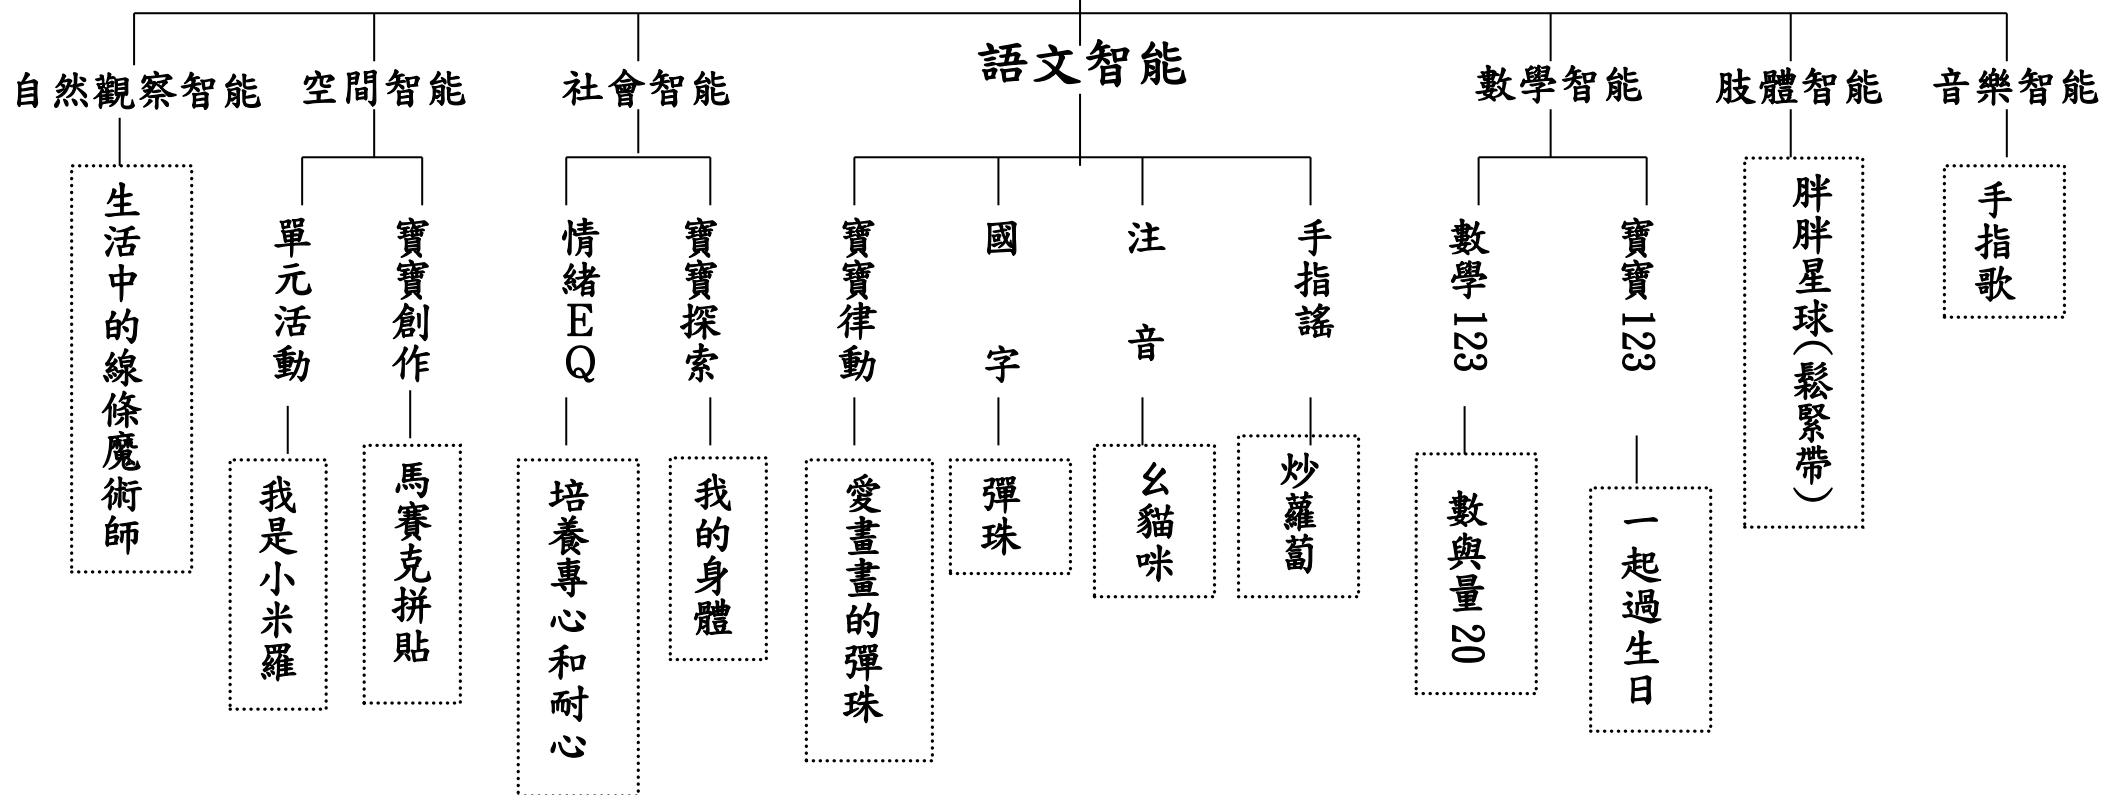 自然觀察智能
空間智能
社會智能
語文智能
數學智能
肢體智能
音樂智能
生活中的線條魔術師
單元活動
寶寶創作
情緒EQ
寶寶探索
寶寶律動
國字
注音
手指謠
數學123
寶寶123
胖胖星球(鬆緊帶)
手指歌
我是小米羅
馬賽克拼貼
培養專心和耐心
我的身體
愛畫畫的彈珠
彈珠
ㄠ貓咪
炒蘿蔔
數與量20
一起過生日